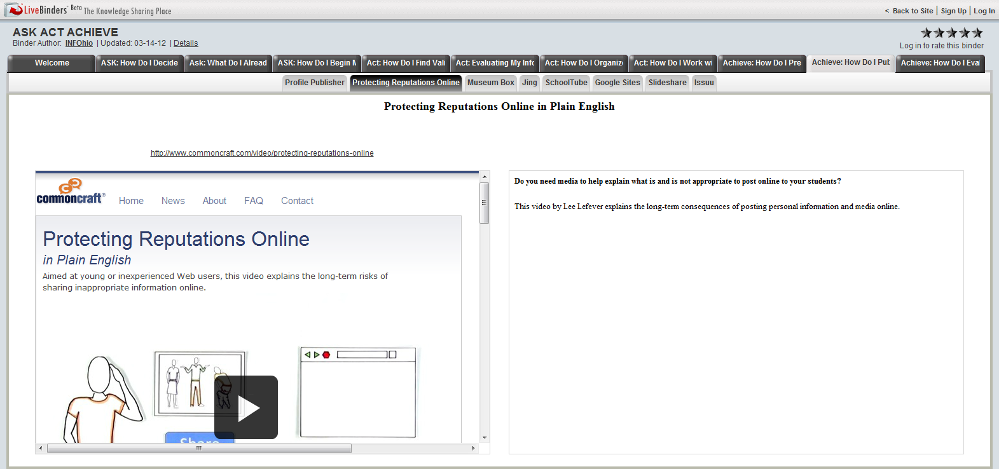 LiveBinders Beta The Knowledge Sharing Place
< Back to Site | Sign Up | Log In
ASK ACT ACHIEVE
Binder Author: INFOhio | Updated: 03-14-12 | Details
Log in to rate this binder
Welcome
ASK: How Do I Decide
Ask: What Do I Alread
ASK: How Do I Begin M
Act: How Do I Find Vali
Act: Evaluating My Info
Act: How Do I Organize
Act: How Do I Work wi
Achieve: How Do I Pre
Achieve: How Do I Pub
Achieve: How Do I Eva
Profile Publisher
Protecting Reputations Online
Museum Box
Jing
SchoolTube
Google Sites
Slideshare
Issuu
Protecting Reputations Online in Plain English
http://www.commoncraft.com/video/protecting-reputations-online
commoncraft®
Home
News
About
FAQ
Contact
Protecting Reputations Online
in Plain English
Aimed at young or inexperienced Web users, this video explains the long-term risks of
sharing inappropriate information online.
Share
Do you need media to help explain what is and is not appropriate to post online to your students?
This video by Lee Lefever explains the long-term consequences of posting personal information and media online.